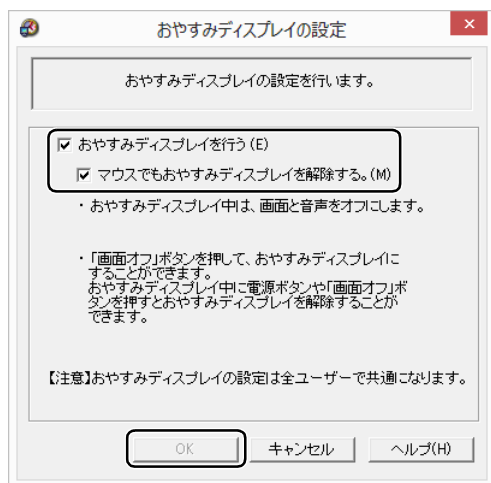 おやすみディスプレイの設定
おやすみディスプレイの設定を行います。
おやすみディスプレイを行う(E)
マウスでもおやすみディスプレイを解除する。(M)
・おやすみディスプレイ中は、画面と音声をオフにします。
・「画面オフ」ボタンを押して、おやすみディスプレイに
することができます。
おやすみディスプレイ中に電源ボタンや「画面オフ」ボ
タンを押すとおやすみディスプレイを解除することが
できます。
【注意】おやすみディスプレイの設定は全ユーザーで共通になります。
OK キャンセル ヘルプ(H)